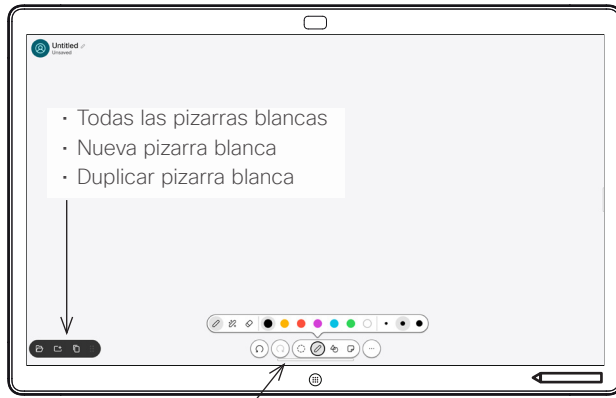 Untitled
Unsaved
· Todas las pizarras blancas
· Nueva pizarra blanca
· Duplicar pizarra blanca